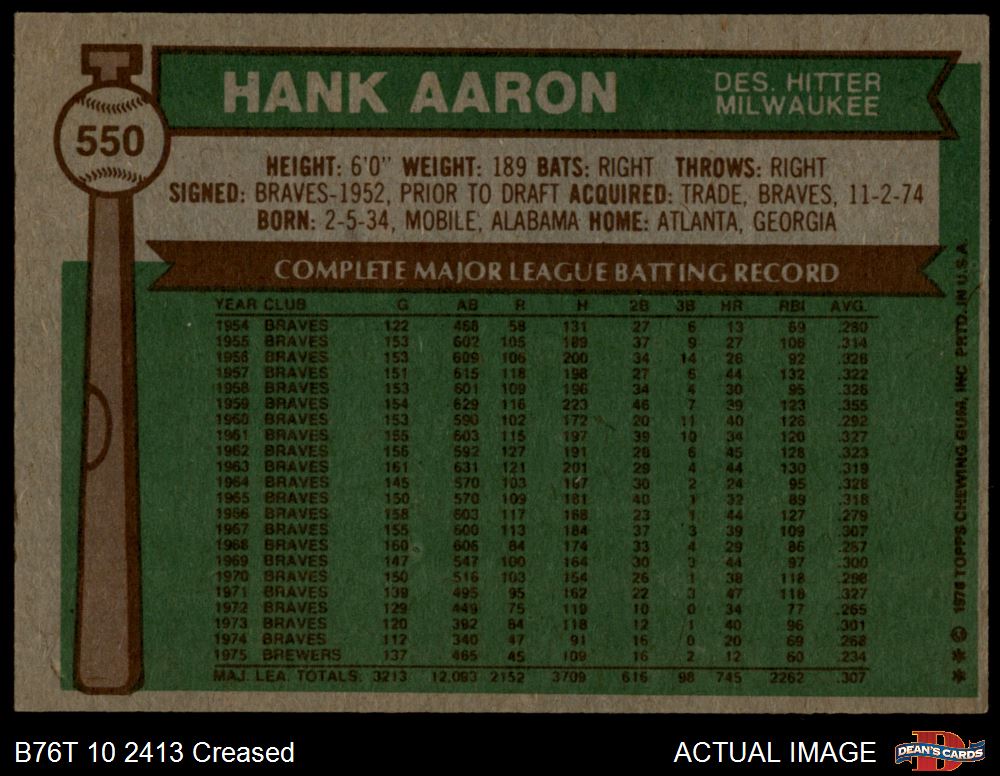 HANK AARON
DES. HITTER
MILWAUKEE
550
HEIGHT: 6'0" WEIGHT: 189 BATS: RIGHT THROWS: RIGHT
SIGNED: BRAVES-1952, PRIOR TO DRAFT ACQUIRED: TRADE, BRAVES, 11-2-74
BORN: 2-5-34, MOBILE, ALABAMA HOME: ATLANTA, GEORGIA
COMPLETE MAJOR LEAGUE BATTING RECORD
YEAR CLUB G AB R H 2B 3B HR RBI AVG.
1954 BRAVES 122 468 58 131 27 6 13 69 .280
1955 BRAVES 153 602 105 189 37 9 27 106 .314
1956 BRAVES 153 609 106 200 34 14 26 92 .328
1957 BRAVES 151 615 118 198 27 6 44 132 .322
1958 BRAVES 153 601 109 196 34 4 30 95 .326
1959 BRAVES 154 629 116 223 46 7 39 123 .355
1960 BRAVES 153 590 102 172 20 11 40 126 .292
1961 BRAVES 155 603 115 197 39 10 34 120 .327
1962 BRAVES 156 592 127 191 28 6 45 128 .323
1963 BRAVES 161 631 121 201 29 4 44 130 .319
1964 BRAVES 145 570 103 187 30 2 24 95 .328
1965 BRAVES 150 570 109 181 40 1 32 89 .318
1966 BRAVES 158 603 117 168 23 1 44 127 .279
1967 BRAVES 155 600 113 184 37 3 39 109 .307
1968 BRAVES 160 606 84 174 33 4 29 86 .287
1969 BRAVES 147 547 100 164 30 3 44 97 .300
1970 BRAVES 150 516 103 154 26 1 38 118 .298
1971 BRAVES 139 495 95 162 22 3 47 118 .327
1972 BRAVES 129 449 75 119 10 0 34 77 .265
1973 BRAVES 120 392 84 118 12 1 40 96 .301
1974 BRAVES 112 340 47 91 16 0 20 69 .268
1975 BREWERS 137 465 45 109 16 2 12 60 .234
MAJ. LEA. TOTALS: 3213 12,093 2152 3709 616 98 745 2262 .307
* * © 1976 TOPPS CHEWING GUM, INC PRTD. IN U.S.A.
B76T 10 2413 Creased
ACTUAL IMAGE
D
DEAN'S CARDS